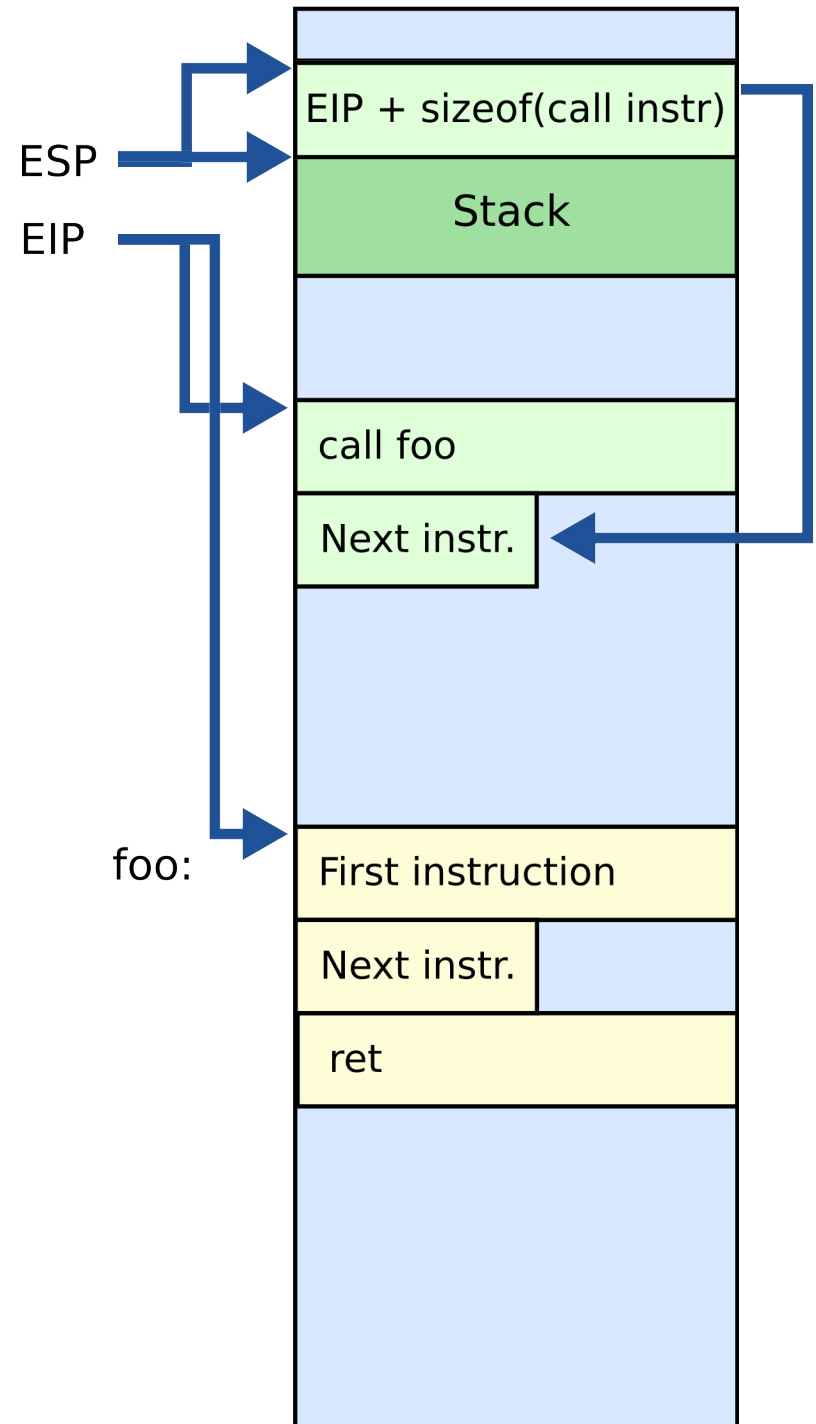 EIP + sizeof(call instr)
ESP
Stack
EIP
call foo
Next instr.
foo:
First instruction
Next instr.
ret